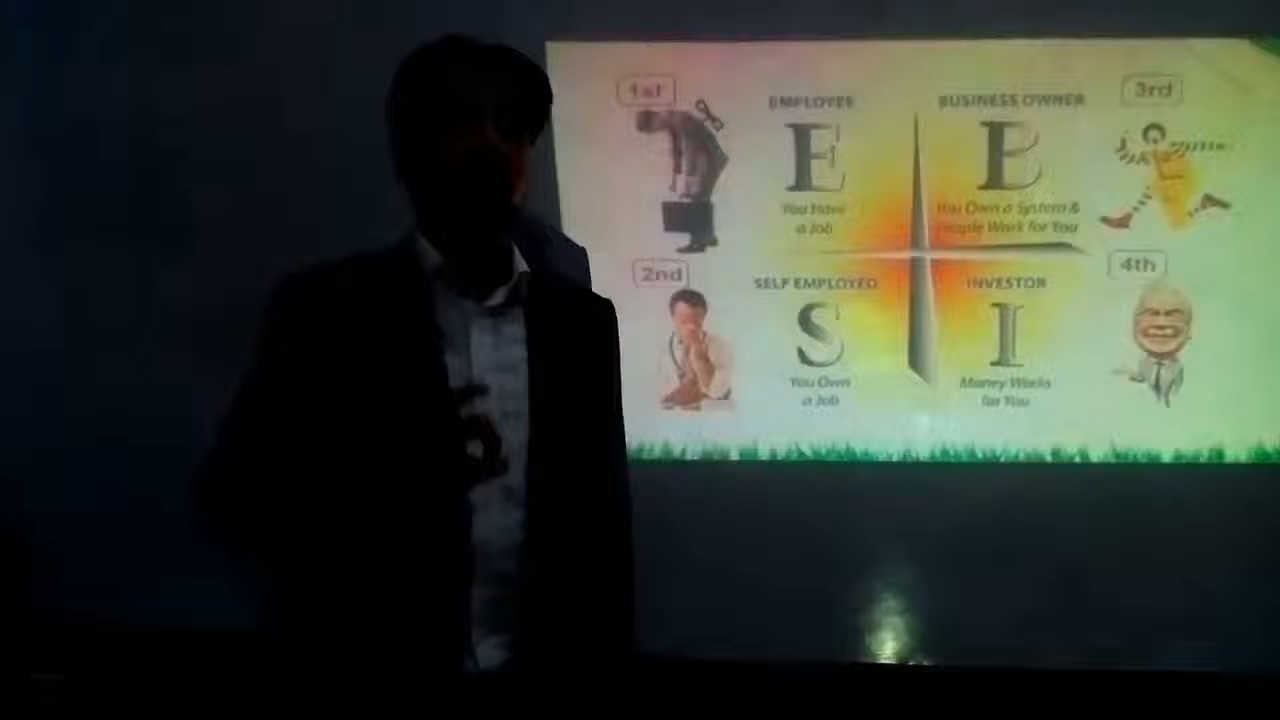 1st
EMPLOYEE
E
You Have
a Job
BUSINESS OWNER
B
You Own a System &
People Work for You
3rd
2nd
SELF EMPLOYED
S
You Own
a Job
INVESTOR
I
Money Works
for You
4th